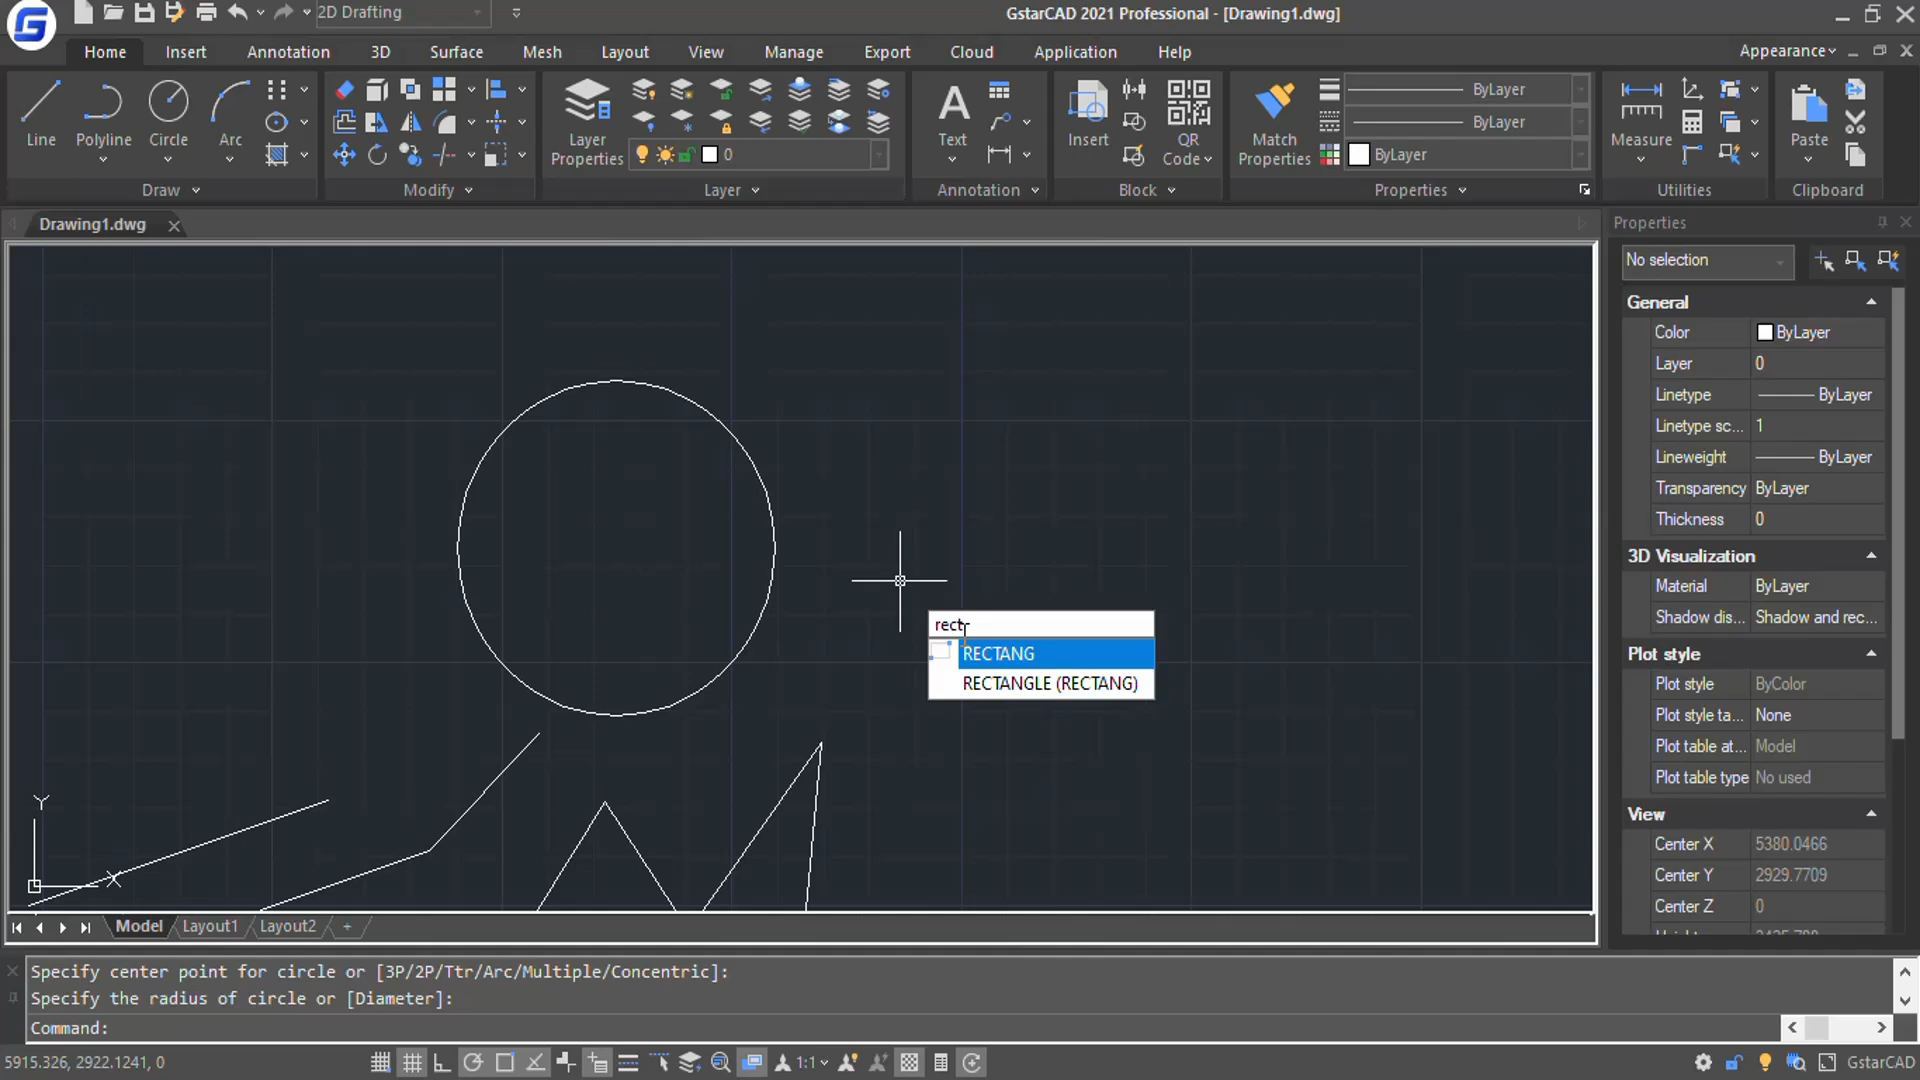 2D Drafting
GstarCAD 2021 Professional - [Drawing1.dwg]
Home Insert Annotation 3D Surface Mesh Layout View Manage Export Cloud Application Help
Appearance
Line Polyline Circle Arc
Draw
Modify
Layer Properties
0
Layer
Text
Annotation
Insert
QR Code
Block
Match Properties
ByLayer
ByLayer
ByLayer
Properties
Measure
Utilities
Paste
Clipboard
Drawing1.dwg
Properties
No selection
General
Color ByLayer
Layer 0
Linetype ByLayer
Linetype sc... 1
Lineweight ByLayer
Transparency ByLayer
Thickness 0
3D Visualization
Material ByLayer
Shadow dis... Shadow and rec...
Plot style
Plot style ByColor
Plot style ta... None
Plot table at... Model
Plot table type No used
View
Center X 5380.0466
Center Y 2929.7709
Center Z 0
rect
RECTANG
RECTANGLE (RECTANG)
Y
X
Model Layout1 Layout2 +
Specify center point for circle or [3P/2P/Ttr/Arc/Multiple/Concentric]:
Specify the radius of circle or [Diameter]:
Command:
5915.326, 2922.1241, 0
1:1
GstarCAD